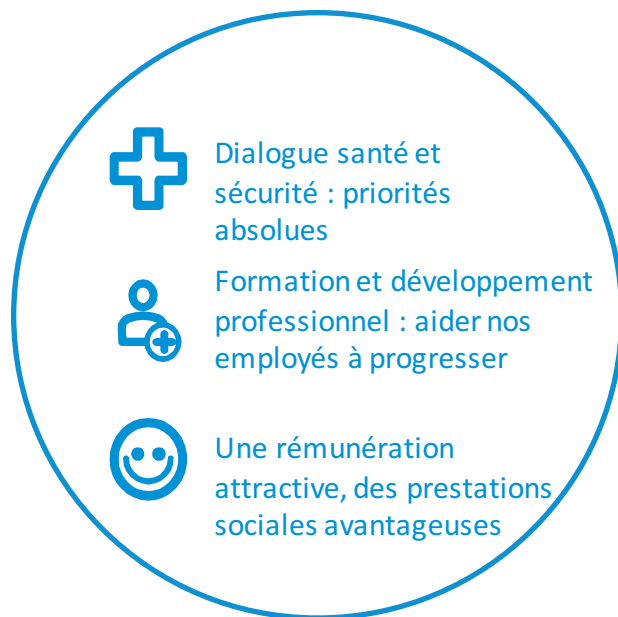 Dialogue santé et
sécurité : priorités
absolues
Formation et développement
professionnel : aider nos
employés à progresser
Une rémunération
attractive, des prestations
sociales avantageuses